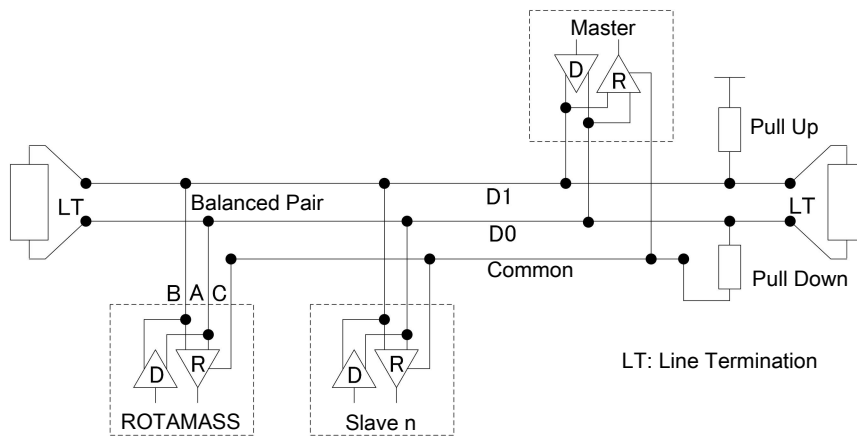 Master
D
R
Pull Up
LT
Balanced Pair
D1
LT
D0
Common
Pull Down
B A C
D
R
D
R
LT: Line Termination
ROTAMASS
Slave n